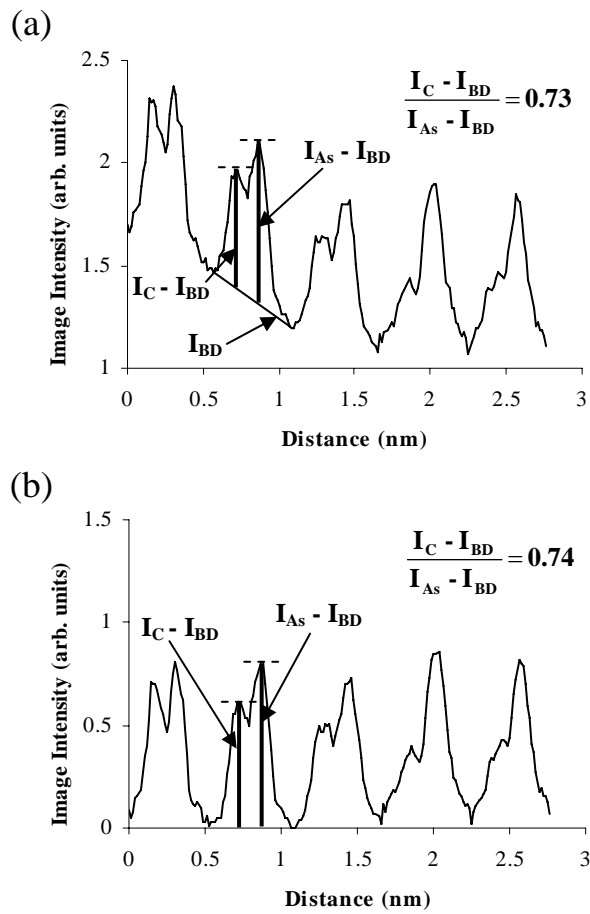 (a)
2.5
2
1.5
1
0
0.5
1
1.5
2
2.5
3
Image Intensity (arb. units)
Distance (nm)
I_C - I_BD
I_As - I_BD
= 0.73
I_As - I_BD
I_C - I_BD
I_BD
(b)
1.5
1
0.5
0
0
0.5
1
1.5
2
2.5
3
Image Intensity (arb. units)
Distance (nm)
I_C - I_BD
I_As - I_BD
= 0.74
I_C - I_BD
I_As - I_BD